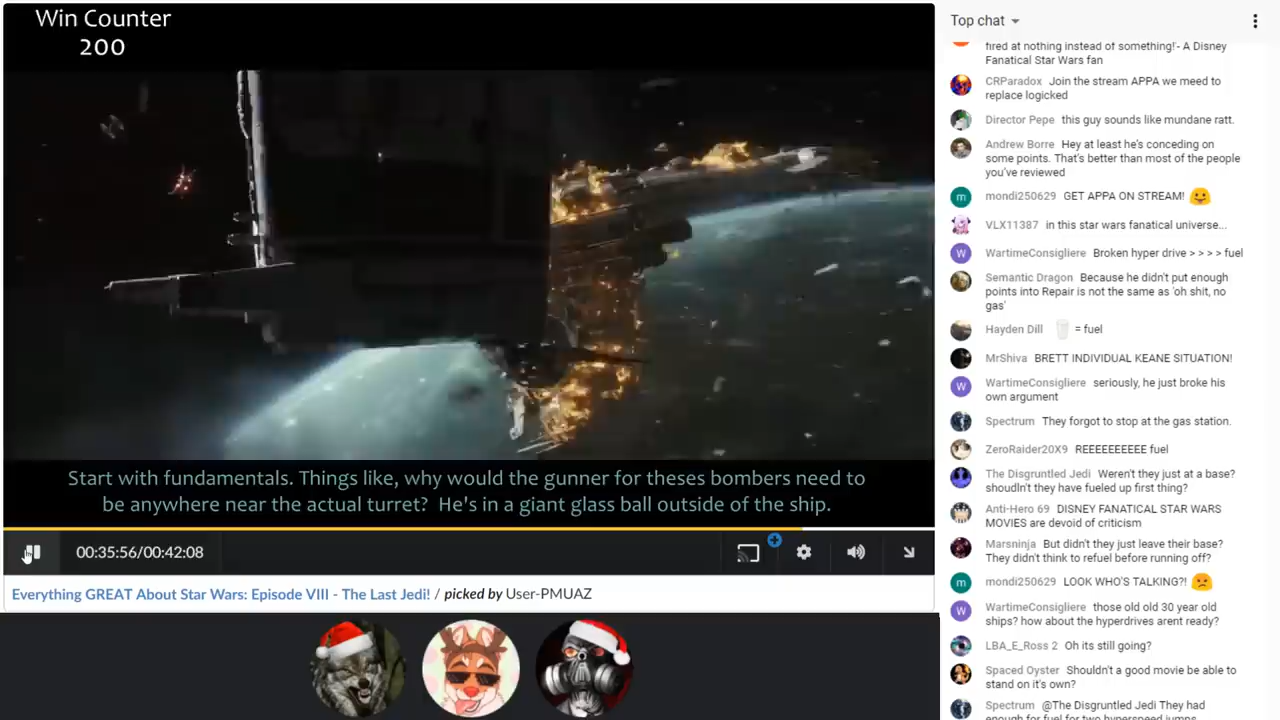 Win Counter
200
Start with fundamentals. Things like, why would the gunner for theses bombers need to
be anywhere near the actual turret? He's in a giant glass ball outside of the ship.
00:35:56/00:42:08
Everything GREAT About Star Wars: Episode VIII - The Last Jedi! / picked by User-PMUAZ
Top chat
fired at nothing instead of something!'- A Disney
Fanatical Star Wars fan
CRParadox Join the stream APPA we meed to
replace logicked
Director Pepe this guy sounds like mundane ratt.
Andrew Borre Hey at least he's conceding on
some points. That's better than most of the people
you've reviewed
m
mondi250629 GET APPA ON STREAM! 😀
VLX11387 in this star wars fanatical universe...
W
WartimeConsigliere Broken hyper drive > > > > fuel
Semantic Dragon Because he didn't put enough
points into Repair is not the same as 'oh shit, no
gas'
Hayden Dill 🥛 = fuel
MrShiva BRETT INDIVIDUAL KEANE SITUATION!
W
WartimeConsigliere seriously, he just broke his
own argument
Spectrum They forgot to stop at the gas station.
ZeroRaider20X9 REEEEEEEEEE fuel
The Disgruntled Jedi Weren't they just at a base?
shoudln't they have fueled up first thing?
Anti-Hero 69 DISNEY FANATICAL STAR WARS
MOVIES are devoid of criticism
Marsninja But didn't they just leave their base?
They didn't think to refuel before running off?
m
mondi250629 LOOK WHO'S TALKING?! 😠
W
WartimeConsigliere those old old 30 year old
ships? how about the hyperdrives arent ready?
LBA_E_Ross 2 Oh its still going?
Spaced Oyster Shouldn't a good movie be able to
stand on it's own?
Spectrum @The Disgruntled Jedi They had
enough for fuel for two hyperspeed jumps